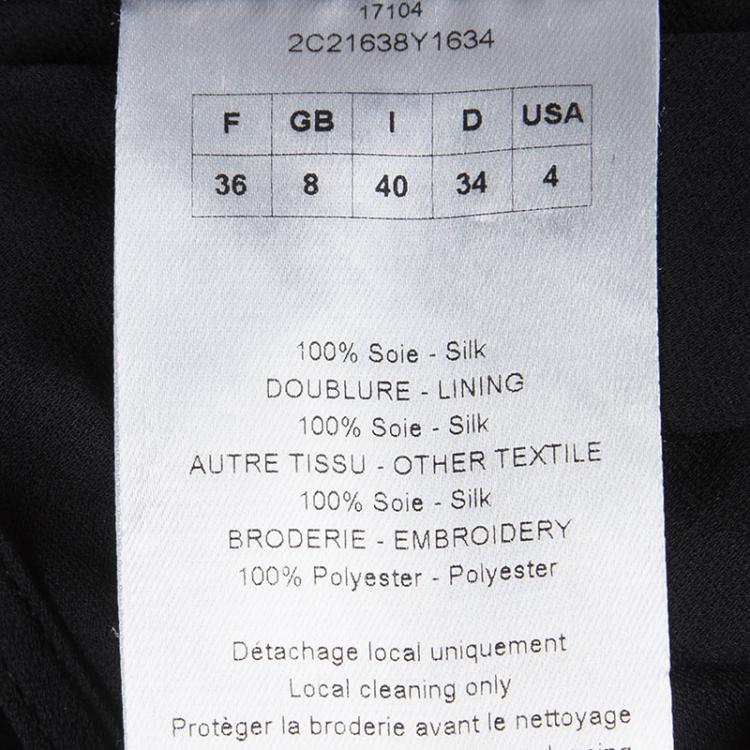 17104
2C21638Y1634
F GB I D USA
36 8 40 34 4
100% Soie - Silk
DOUBLURE - LINING
100% Soie - Silk
AUTRE TISSU - OTHER TEXTILE
100% Soie - Silk
BRODERIE - EMBROIDERY
100% Polyester - Polyester
Détachage local uniquement
Local cleaning only
Protèger la broderie avant le nettoyage